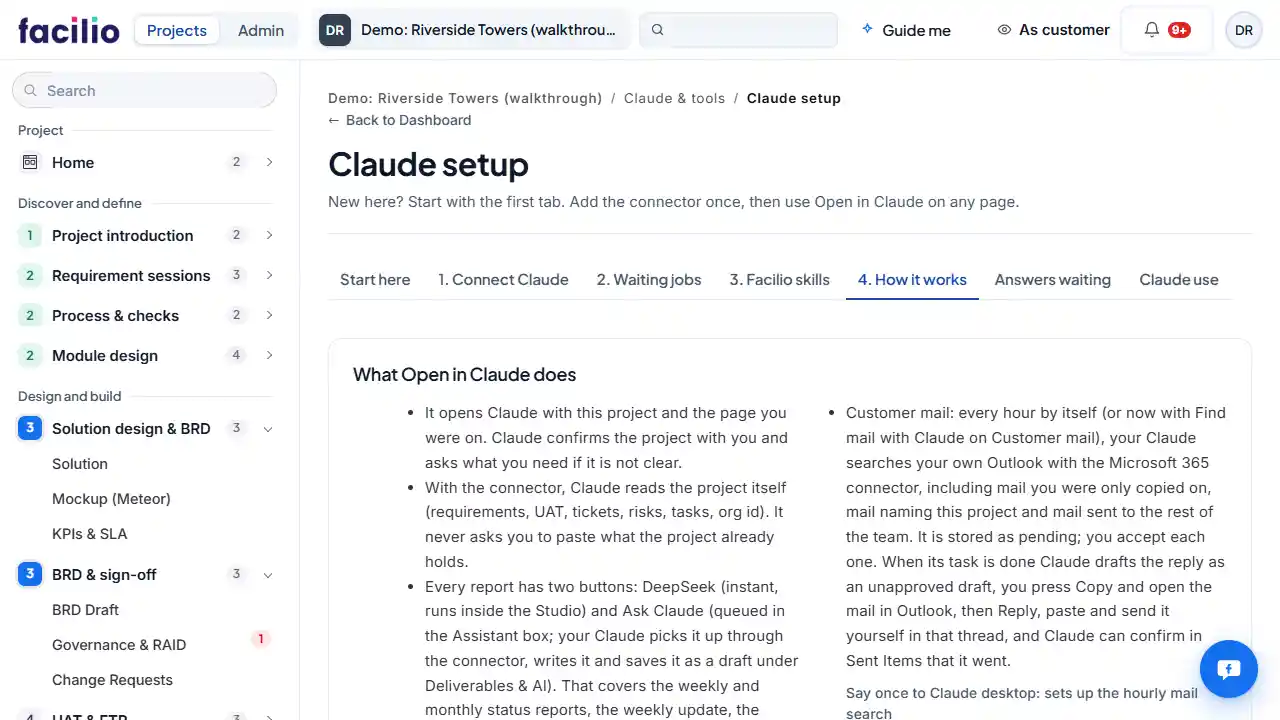 facilio
Projects
Admin
DR
Demo: Riverside Towers (walkthrou...
Guide me
As customer
9+
DR
Search
Project
Home 2
Discover and define
1 Project introduction 2
2 Requirement sessions 3
2 Process & checks 2
2 Module design 4
Design and build
3 Solution design & BRD 3
Solution
Mockup (Meteor)
KPIs & SLA
3 BRD & sign-off 3
BRD Draft
Governance & RAID 1
Change Requests
4 UAT & FTP 3
Demo: Riverside Towers (walkthrough) / Claude & tools / Claude setup
← Back to Dashboard
Claude setup
New here? Start with the first tab. Add the connector once, then use Open in Claude on any page.
Start here
1. Connect Claude
2. Waiting jobs
3. Facilio skills
4. How it works
Answers waiting
Claude use
What Open in Claude does
• It opens Claude with this project and the page you
were on. Claude confirms the project with you and
asks what you need if it is not clear.
• With the connector, Claude reads the project itself
(requirements, UAT, tickets, risks, tasks, org id). It
never asks you to paste what the project already
holds.
• Every report has two buttons: DeepSeek (instant,
runs inside the Studio) and Ask Claude (queued in
the Assistant box; your Claude picks it up through
the connector, writes it and saves it as a draft under
Deliverables & AI). That covers the weekly and
monthly status reports, the weekly update, the
• Customer mail: every hour by itself (or now with Find
mail with Claude on Customer mail), your Claude
searches your own Outlook with the Microsoft 365
connector, including mail you were only copied on,
mail naming this project and mail sent to the rest of
the team. It is stored as pending; you accept each
one. When its task is done Claude drafts the reply as
an unapproved draft, you press Copy and open the
mail in Outlook, then Reply, paste and send it
yourself in that thread, and Claude can confirm in
Sent Items that it went.
Say once to Claude desktop: sets up the hourly mail
search